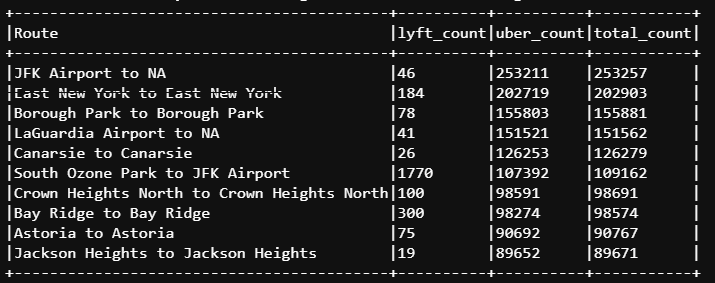 +----------------------------------------+----------+----------+-----------+
|Route                                   |lyft_count|uber_count|total_count|
+----------------------------------------+----------+----------+-----------+
|JFK Airport to NA                       |46        |253211    |253257     |
|East New York to East New York          |184       |202719    |202903     |
|Borough Park to Borough Park            |78        |155803    |155881     |
|LaGuardia Airport to NA                 |41        |151521    |151562     |
|Canarsie to Canarsie                    |26        |126253    |126279     |
|South Ozone Park to JFK Airport         |1770      |107392    |109162     |
|Crown Heights North to Crown Heights North|100       |98591     |98691      |
|Bay Ridge to Bay Ridge                  |300       |98274     |98574      |
|Astoria to Astoria                      |75        |90692     |90767      |
|Jackson Heights to Jackson Heights      |19        |89652     |89671      |
+----------------------------------------+----------+----------+-----------+